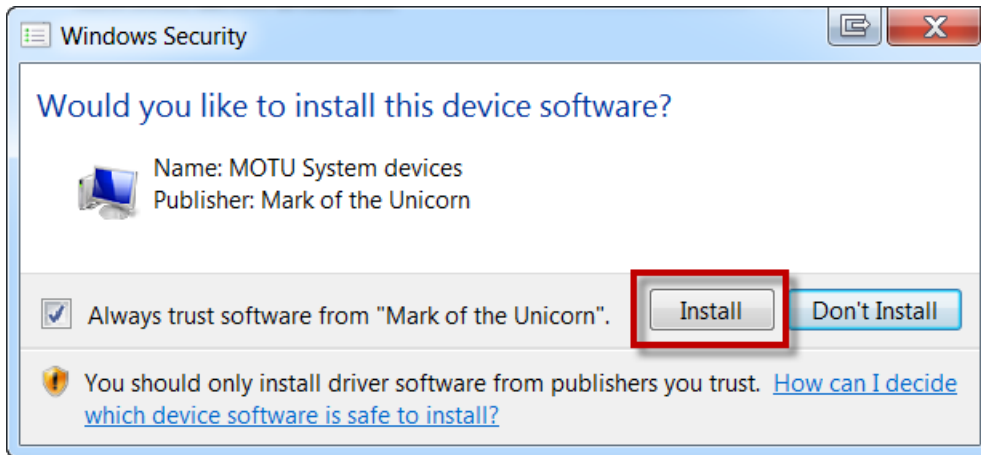 Windows Security
Would you like to install this device software?
Name: MOTU System devices
Publisher: Mark of the Unicorn
Always trust software from "Mark of the Unicorn".
Install
Don't Install
You should only install driver software from publishers you trust. How can I decide
which device software is safe to install?